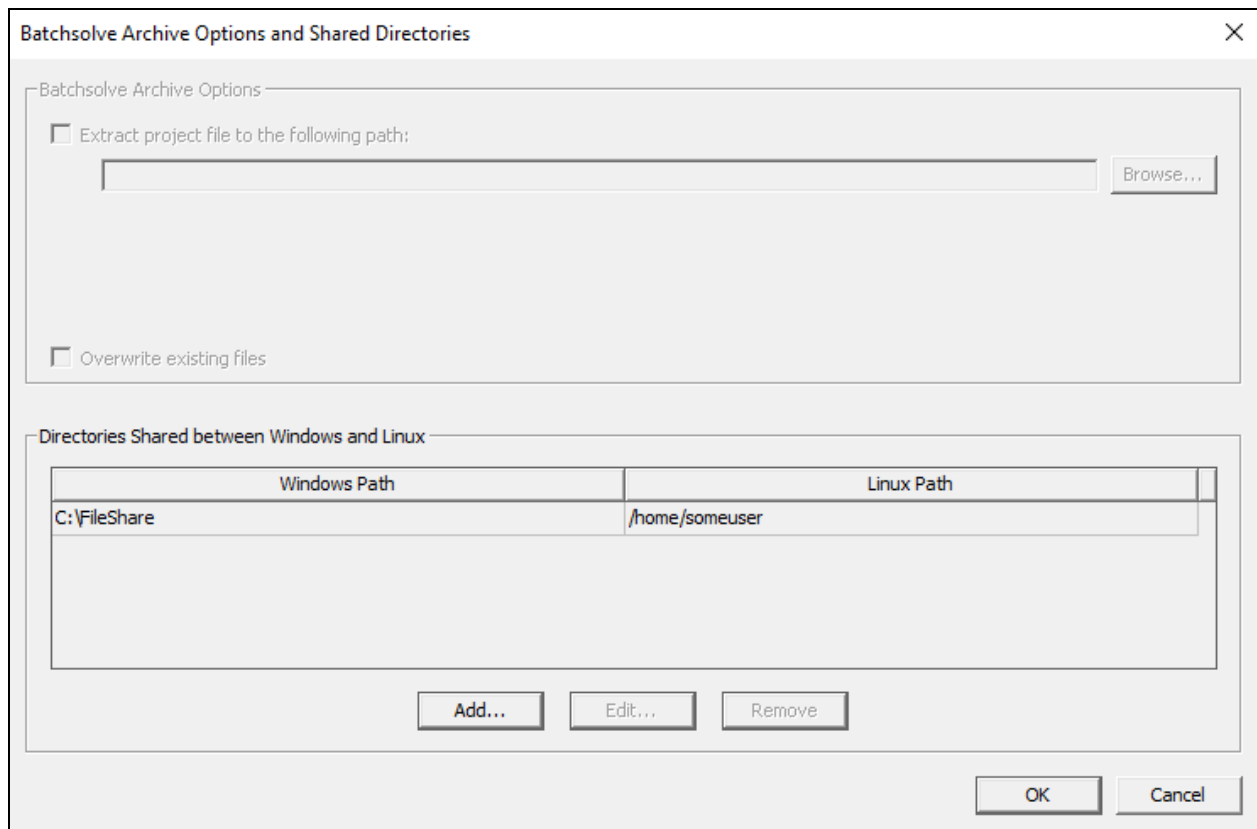 Batchsolve Archive Options and Shared Directories
Batchsolve Archive Options
Extract project file to the following path:
Browse...
Overwrite existing files
Directories Shared between Windows and Linux
Windows Path Linux Path
C:\FileShare /home/someuser
Add... Edit... Remove
OK Cancel